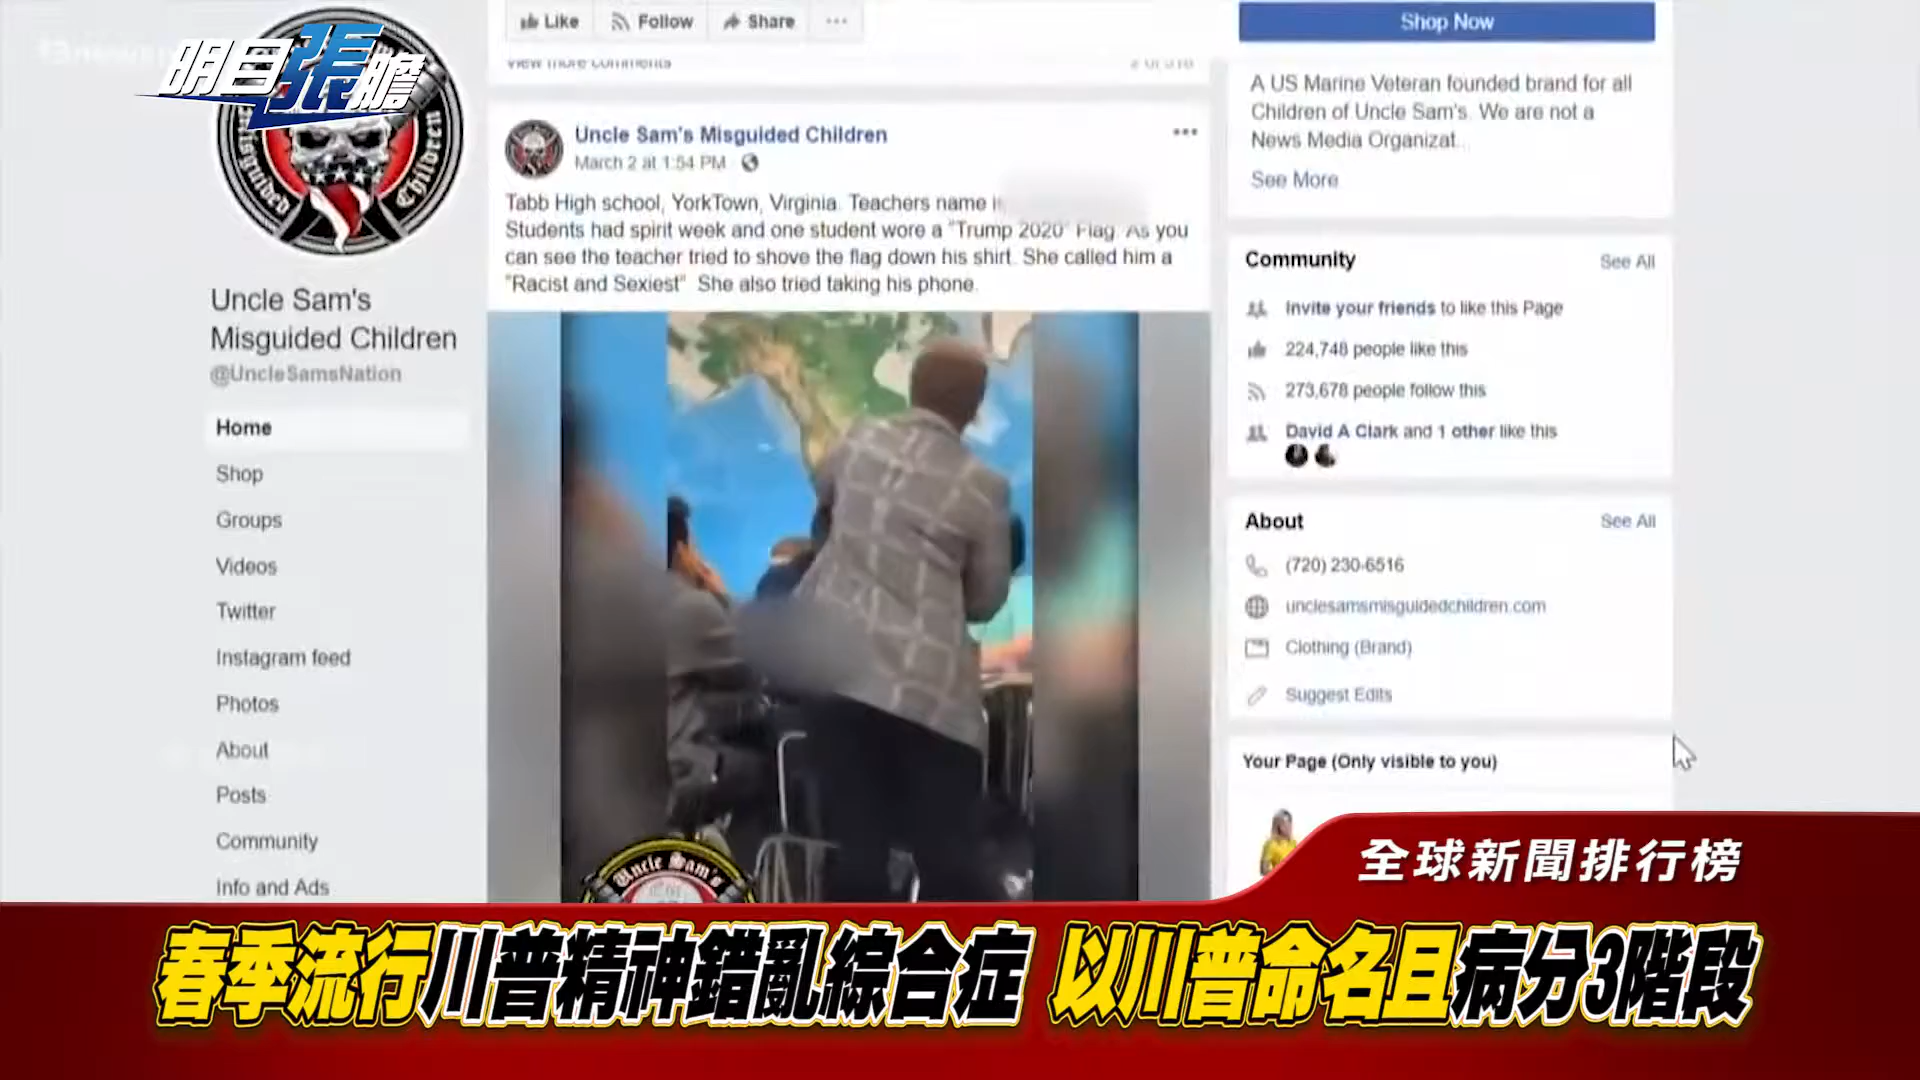 明目張膽
Misguided Children
Uncle Sam's
Misguided Children
@UncleSamsNation
Home
Shop
Groups
Videos
Twitter
Instagram feed
Photos
About
Posts
Community
Info and Ads
Like
Follow
Share
View more comments
Uncle Sam's Misguided Children
March 2 at 1:54 PM
Tabb High school, YorkTown, Virginia. Teachers name
Students had spirit week and one student wore a "Trump 2020" Flag. As you
can see the teacher tried to shove the flag down his shirt. She called him a
"Racist and Sexiest". She also tried taking his phone.
Uncle Sam's
Shop Now
A US Marine Veteran founded brand for all
Children of Uncle Sam's. We are not a
News Media Organizat...
See More
Community
See All
Invite your friends to like this Page
224,748 people like this
273,678 people follow this
David A Clark and 1 other like this
About
See All
(720) 230-6516
unclesamsmisguidedchildren.com
Clothing (Brand)
Suggest Edits
Your Page (Only visible to you)
全球新聞排行榜
春季流行川普精神錯亂綜合症 以川普命名且病分3階段